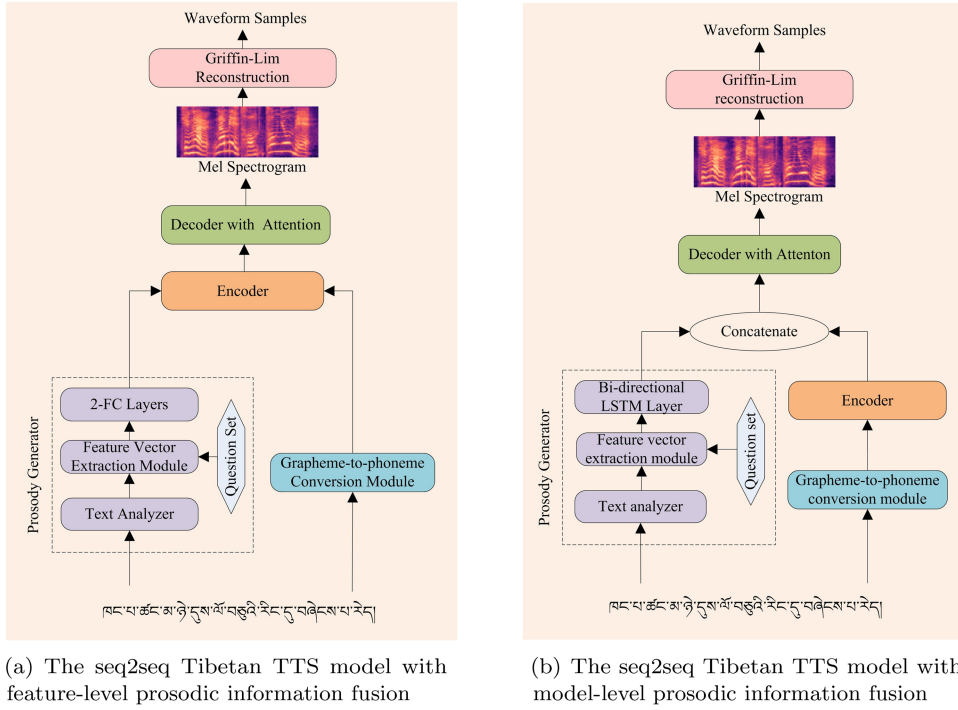 Waveform Samples
Griffin-Lim
Reconstruction
Mel Spectrogram
Decoder with Attention
Encoder
2-FC Layers
Feature Vector
Extraction Module
Text Analyzer
Question Set
Prosody Generator
Grapheme-to-phoneme
Conversion Module
ཁང་པ་ཚང་མ་ཉེ་དུས་ལོ་བཅུའི་རིང་དུ་བཞེངས་པ་རེད།
(a) The seq2seq Tibetan TTS model with
feature-level prosodic information fusion
Waveform Samples
Griffin-Lim
reconstruction
Mel Spectrogram
Decoder with Attenton
Concatenate
Bi-directional
LSTM Layer
Feature vector
extraction module
Text analyzer
Question set
Prosody Generator
Encoder
Grapheme-to-phoneme
conversion module
ཁང་པ་ཚང་མ་ཉེ་དུས་ལོ་བཅུའི་རིང་དུ་བཞེངས་པ་རེད།
(b) The seq2seq Tibetan TTS model with
model-level prosodic information fusion